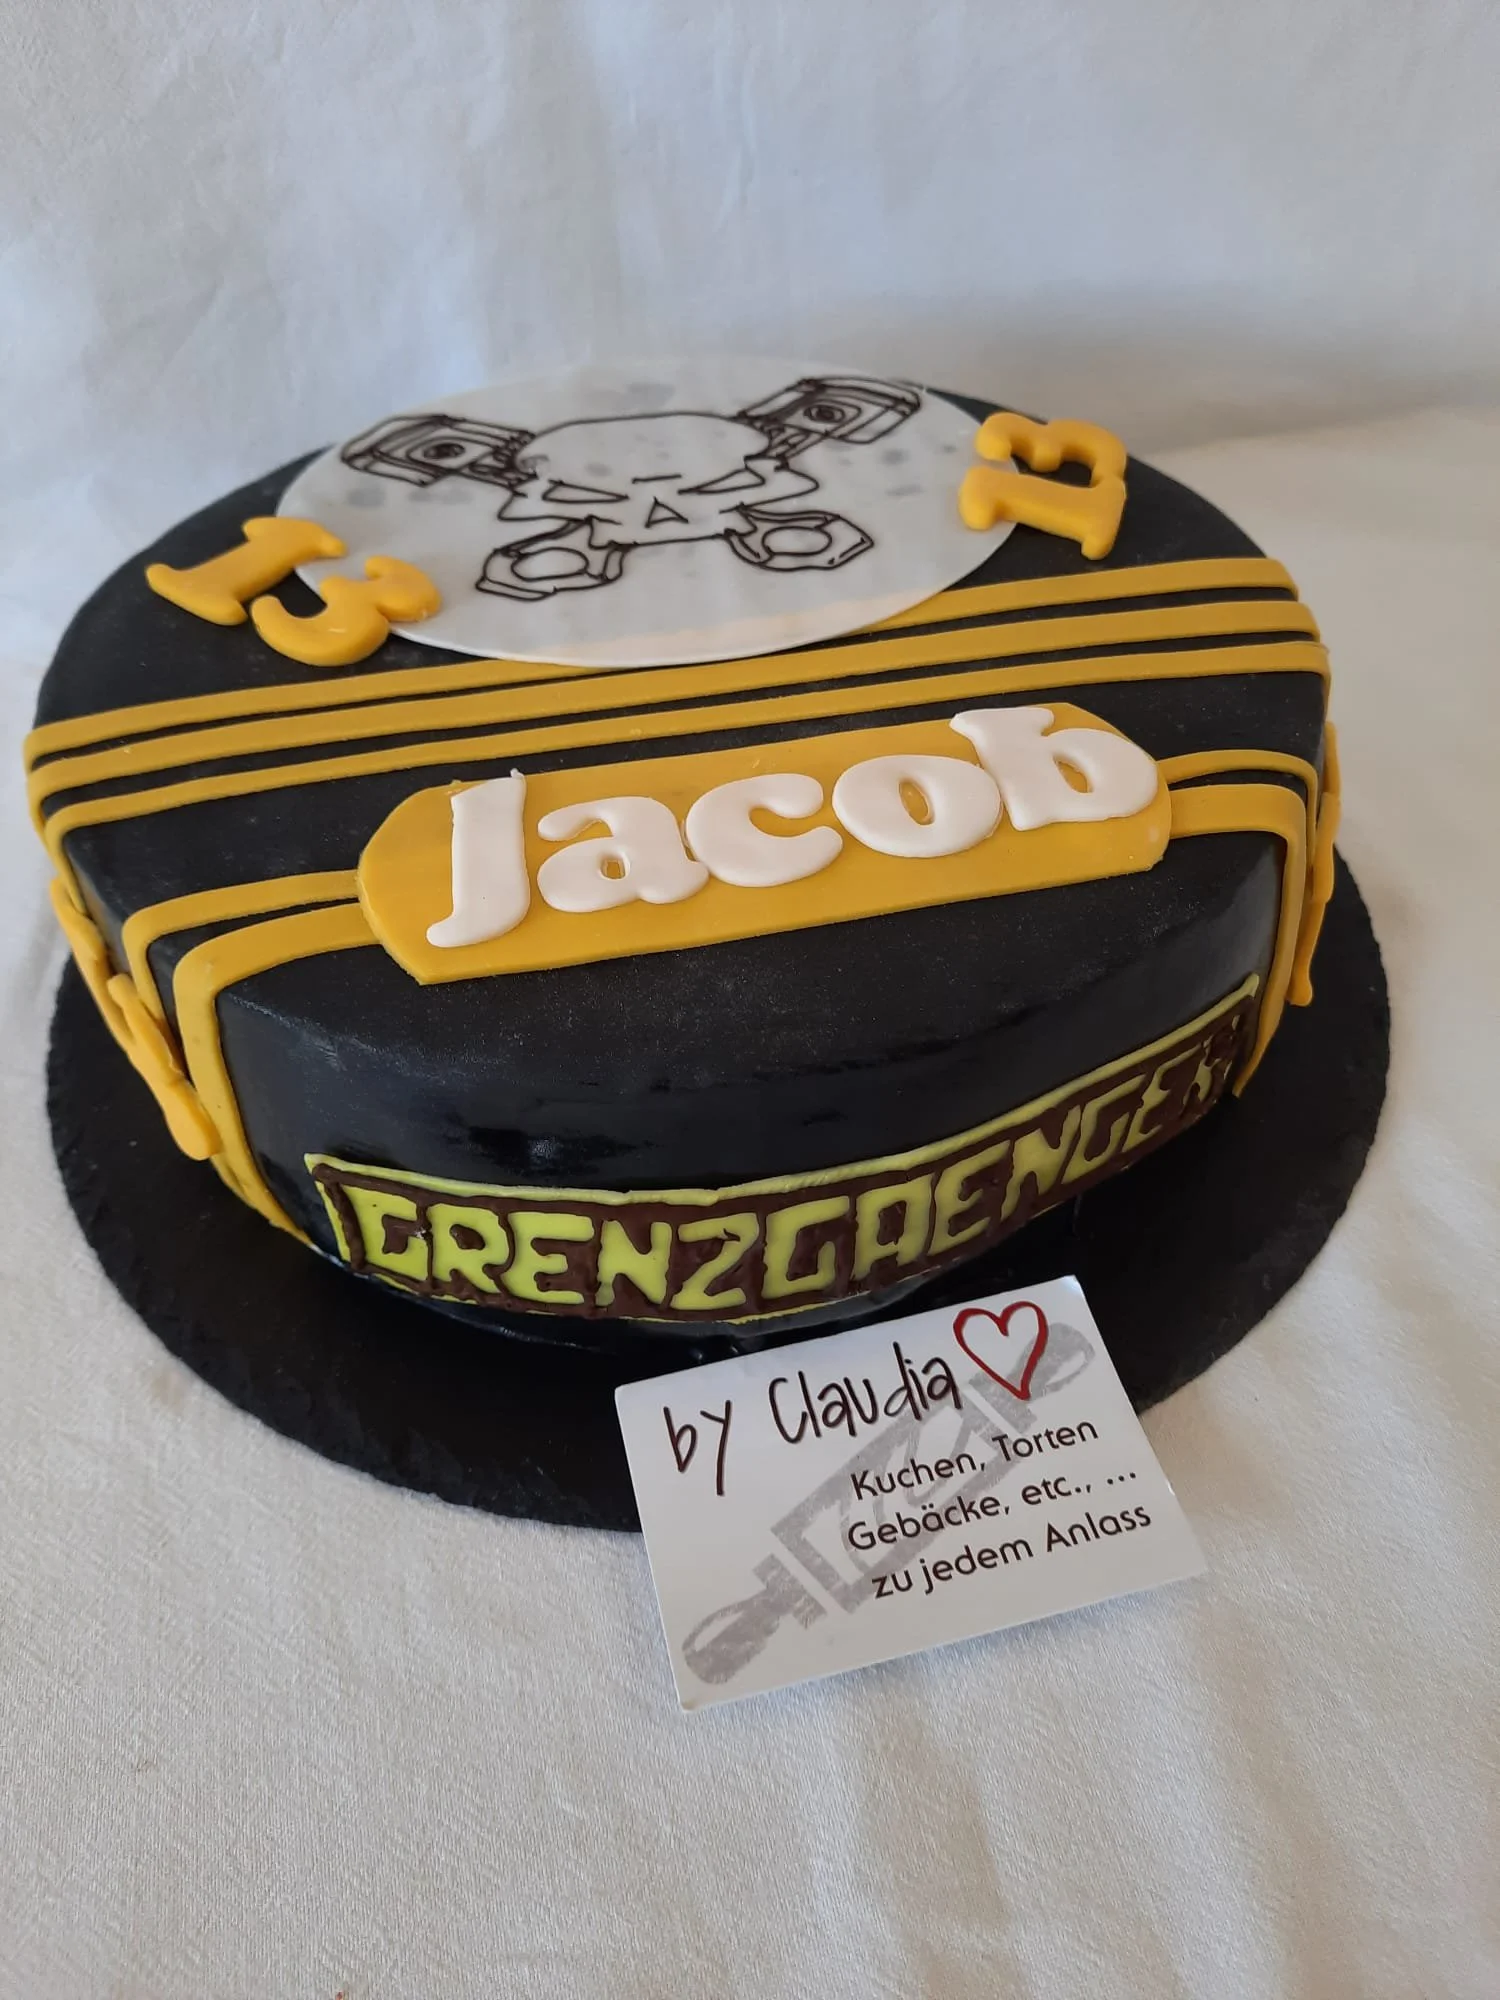 13
13
Jacob
GRENZGAENGER
by Claudia
Kuchen, Torten
Gebäcke, etc., ...
zu jedem Anlass